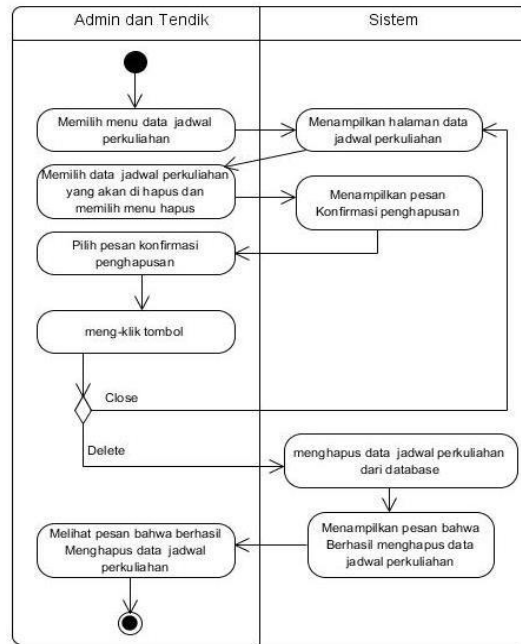 Admin dan Tendik
Sistem
Memilih menu data jadwal
perkuliahan
Menampilkan halaman data
jadwal perkuliahan
Memilih data jadwal perkuliahan
yang akan di hapus dan
memilih menu hapus
Menampilkan pesan
Konfirmasi penghapusan
Pilih pesan konfirmasi
penghapusan
meng-klik tombol
Close
Delete
menghapus data jadwal perkuliahan
dari database
Menampilkan pesan bahwa
Berhasil menghapus data
jadwal perkuliahan
Melihat pesan bahwa berhasil
Menghapus data jadwal
perkuliahan